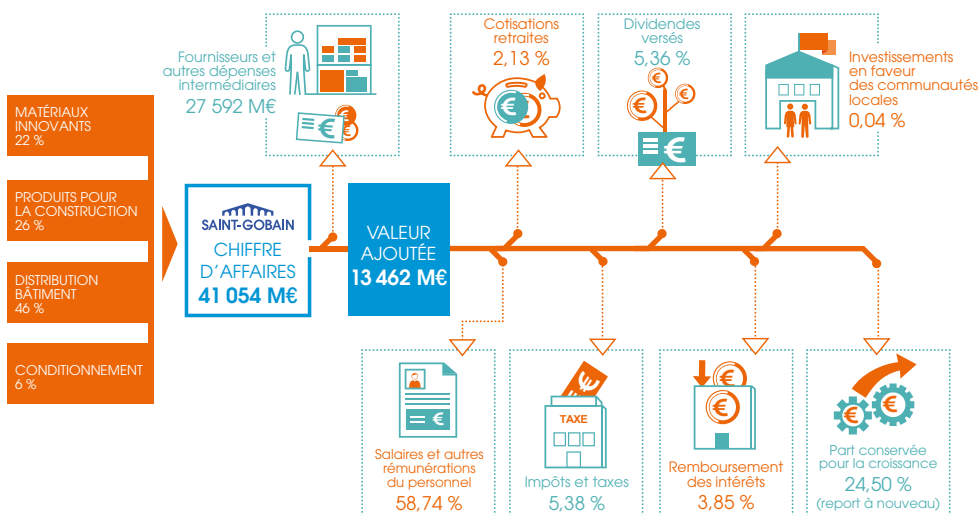 MATÉRIAUX
INNOVANTS
22 %
PRODUITS POUR
LA CONSTRUCTION
26 %
DISTRIBUTION
BÂTIMENT
46 %
CONDITIONNEMENT
6 %
SAINT-GOBAIN
CHIFFRE
D’AFFAIRES
41 054 M€
Fournisseurs et
autres dépenses
intermédiaires
27 592 M€
€
VALEUR
AJOUTÉE
13 462 M€
Cotisations
retraites
2,13 %
€
Dividendes
versés
5,36 %
€
€
€
€
Investissements
en faveur
des communautés
locales
0,04 %
€
Salaires et autres
rémunérations
du personnel
58,74 %
€
TAXE
Impôts et taxes
5,38 %
€
€
Remboursement
des intérêts
3,85 %
€
€
Part conservée
pour la croissance
24,50 %
(report à nouveau)